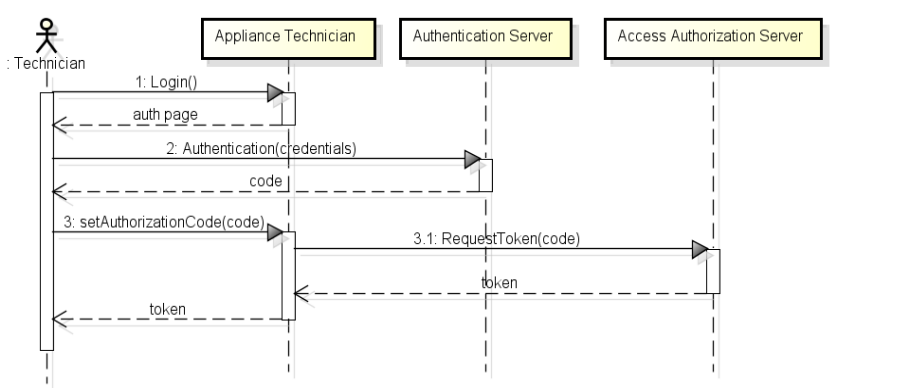 Appliance Technician
Authentication Server
Access Authorization Server
: Technician
1: Login()
auth page
2: Authentication(credentials)
code
3: setAuthorizationCode(code)
3.1: RequestToken(code)
token
token